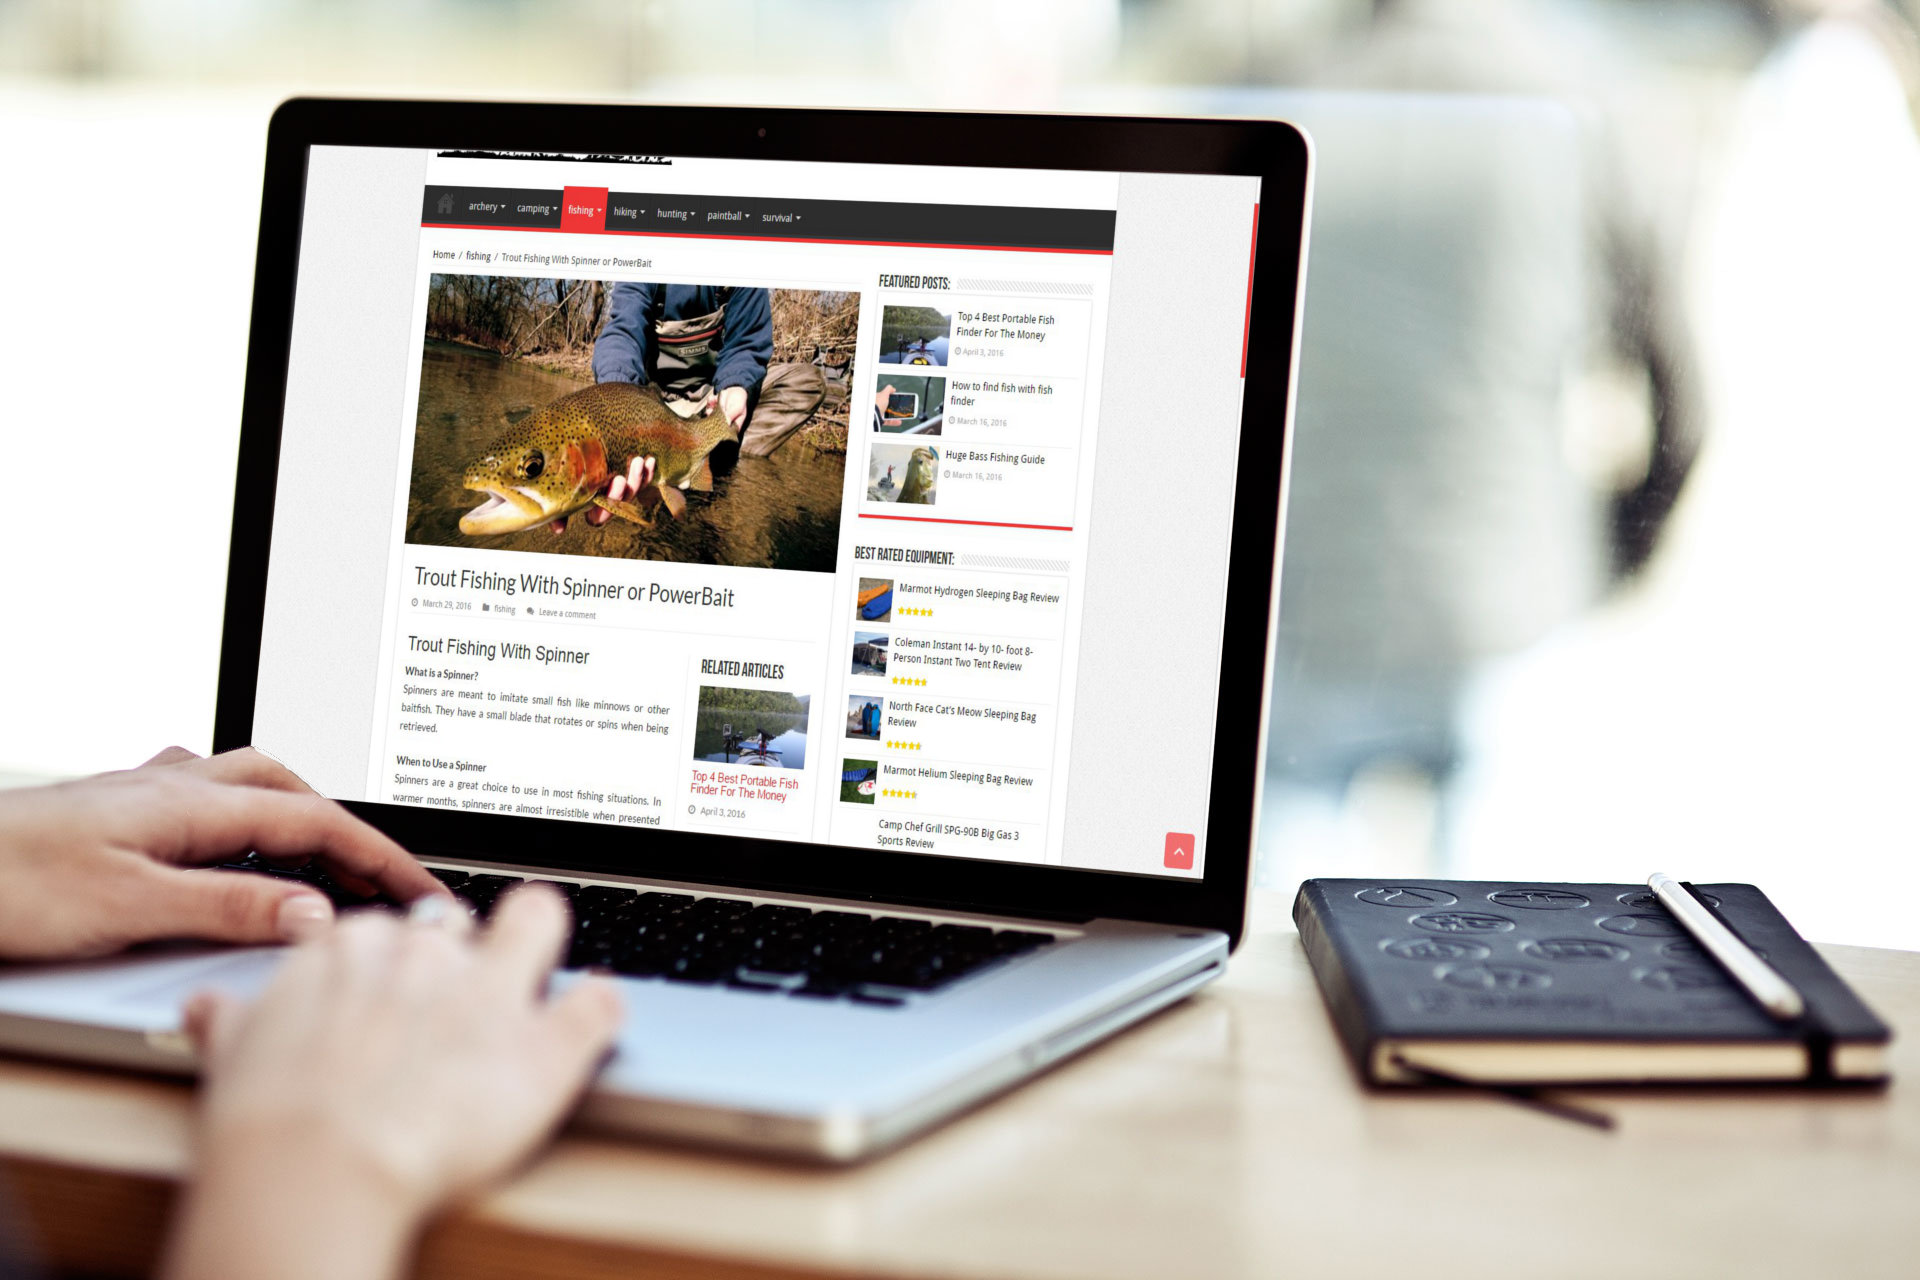 archery camping fishing hiking hunting paintball survival
Home / fishing / Trout Fishing With Spinner or PowerBait
SIMMS
Trout Fishing With Spinner or PowerBait
March 29, 2016 fishing Leave a comment
Trout Fishing With Spinner
What is a Spinner?
Spinners are meant to imitate small fish like minnows or other
baitfish. They have a small blade that rotates or spins when being
retrieved.
When to Use a Spinner
Spinners are a great choice to use in most fishing situations. In
warmer months, spinners are almost irresistible when presented
RELATED ARTICLES
Top 4 Best Portable Fish
Finder For The Money
April 3, 2016
FEATURED POSTS:
Top 4 Best Portable Fish
Finder For The Money
April 3, 2016
How to find fish with fish
finder
March 16, 2016
Huge Bass Fishing Guide
March 16, 2016
BEST RATED EQUIPMENT:
Marmot Hydrogen Sleeping Bag Review
Coleman Instant 14- by 10- foot 8-
Person Instant Two Tent Review
North Face Cat's Meow Sleeping Bag
Review
Marmot Helium Sleeping Bag Review
Camp Chef Grill SPG-90B Big Gas 3
Sports Review